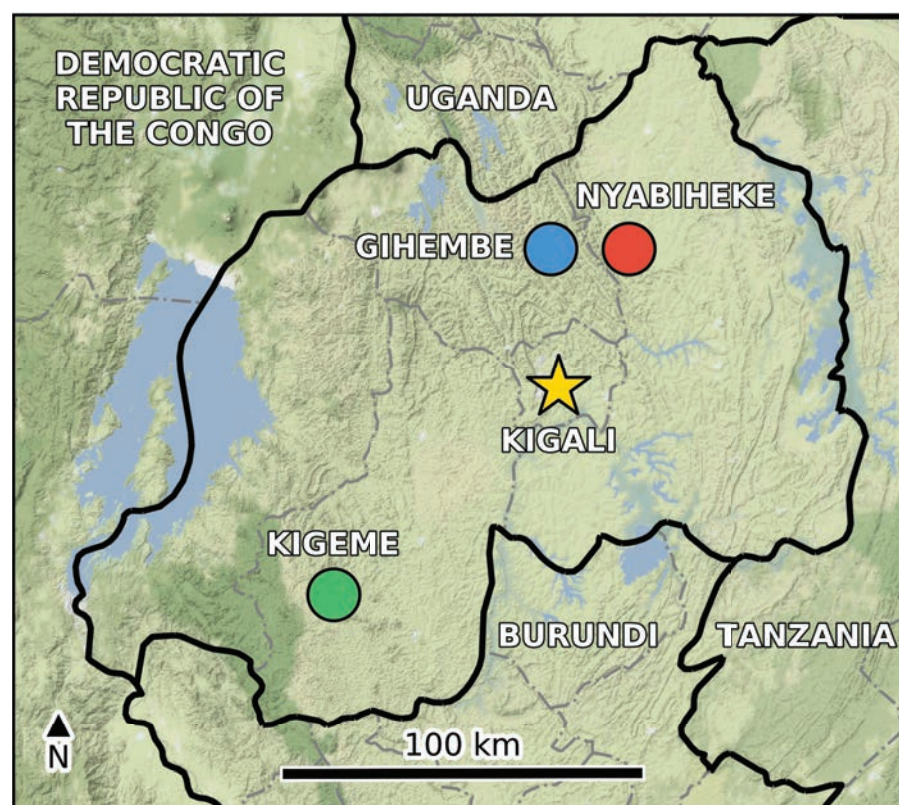 DEMOCRATIC
REPUBLIC OF
THE CONGO
UGANDA
NYABIHEKE
GIHEMBE
KIGALI
KIGEME
BURUNDI
TANZANIA
N
100 km